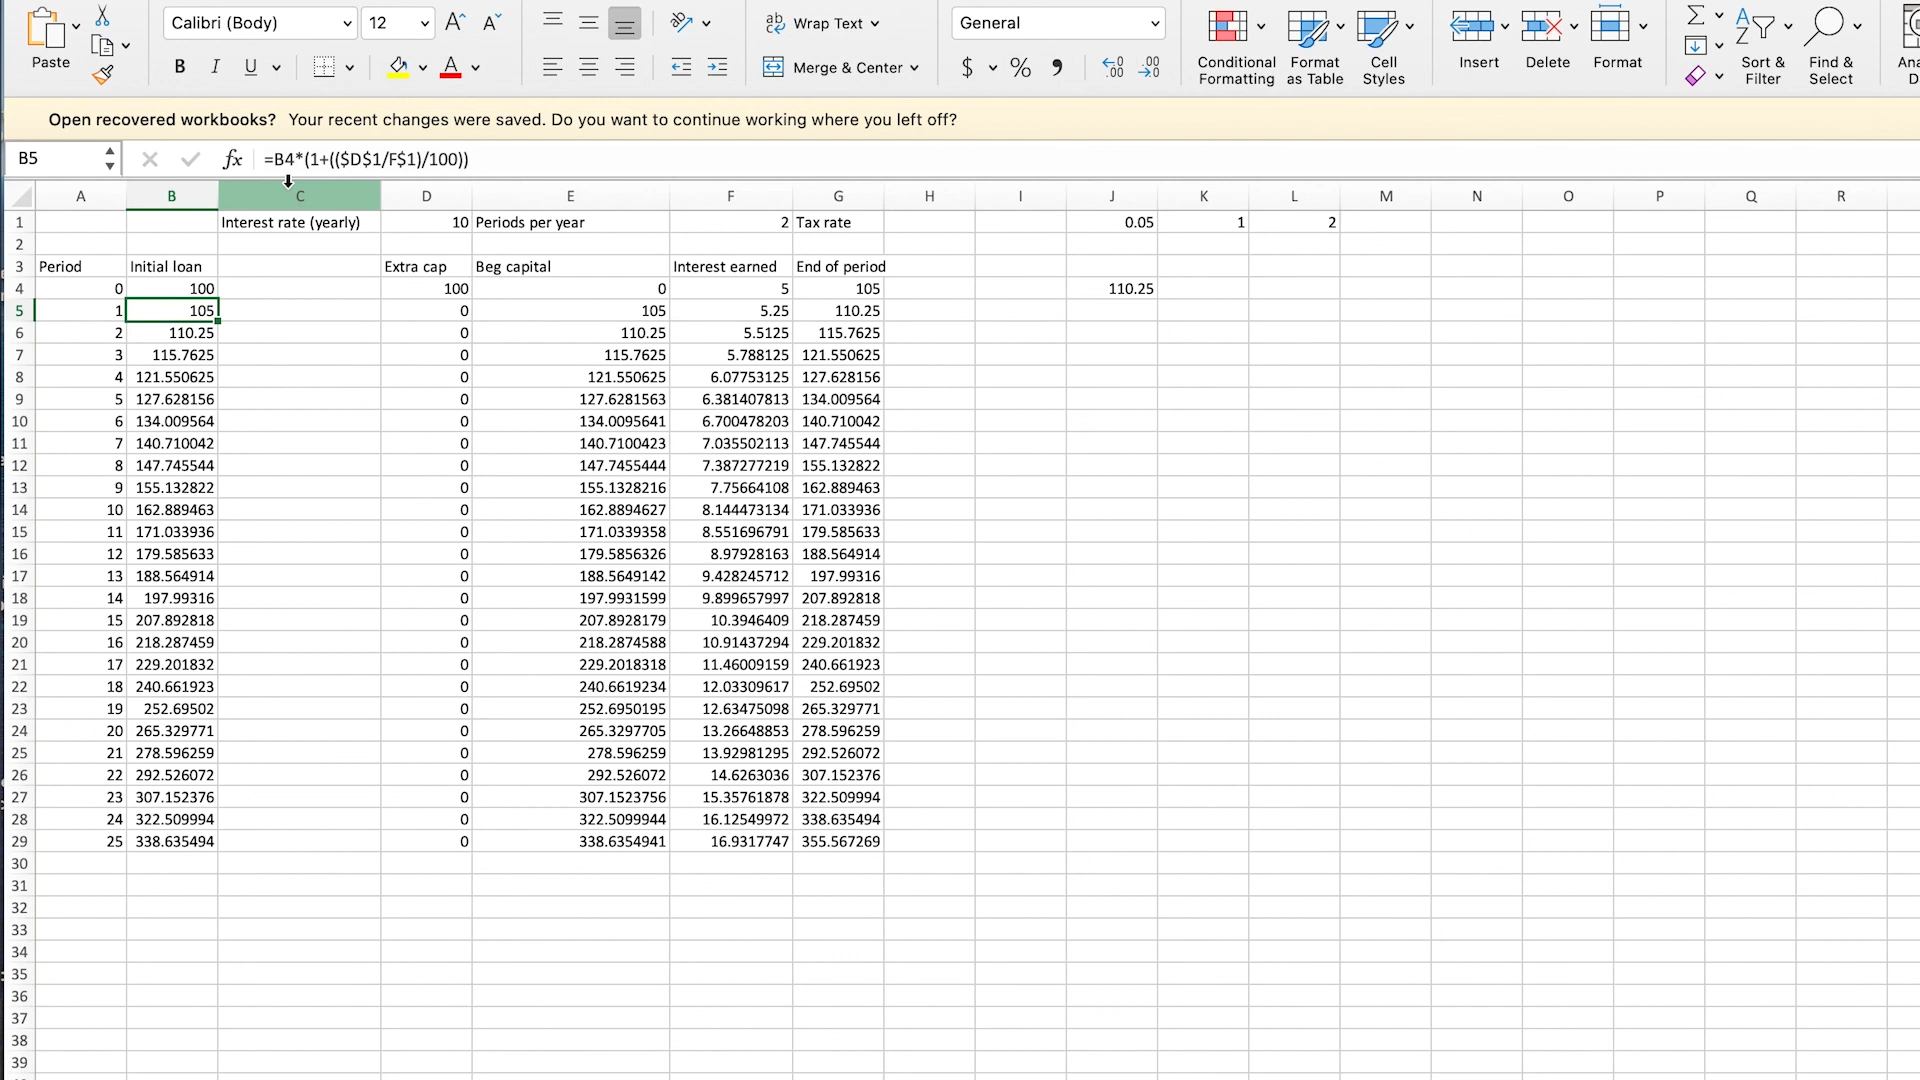 Calibri (Body) 12 Wrap Text General
Paste B I U Merge & Center $ % Conditional Formatting Format as Table Cell Styles Insert Delete Format Sort & Filter Find & Select
Open recovered workbooks? Your recent changes were saved. Do you want to continue working where you left off?
B5 fx =B4*(1+(($D$1/F$1)/100))
A B C D E F G H I J K L M N O P Q R
1 Interest rate (yearly) 10 Periods per year 2 Tax rate 0.05 1 2
2
3 Period Initial loan Extra cap Beg capital Interest earned End of period
4 0 100 100 0 5 105 110.25
5 1 105 0 105 5.25 110.25
6 2 110.25 0 110.25 5.5125 115.7625
7 3 115.7625 0 115.7625 5.788125 121.550625
8 4 121.550625 0 121.550625 6.07753125 127.628156
9 5 127.628156 0 127.6281563 6.381407813 134.009564
10 6 134.009564 0 134.0095641 6.700478203 140.710042
11 7 140.710042 0 140.7100423 7.035502113 147.745544
12 8 147.745544 0 147.7455444 7.387277219 155.132822
13 9 155.132822 0 155.1328216 7.75664108 162.889463
14 10 162.889463 0 162.8894627 8.144473134 171.033936
15 11 171.033936 0 171.0339358 8.551696791 179.585633
16 12 179.585633 0 179.5856326 8.97928163 188.564914
17 13 188.564914 0 188.5649142 9.428245712 197.99316
18 14 197.99316 0 197.9931599 9.899657997 207.892818
19 15 207.892818 0 207.8928179 10.3946409 218.287459
20 16 218.287459 0 218.2874588 10.91437294 229.201832
21 17 229.201832 0 229.2018318 11.46009159 240.661923
22 18 240.661923 0 240.6619234 12.03309617 252.69502
23 19 252.69502 0 252.6950195 12.63475098 265.329771
24 20 265.329771 0 265.3297705 13.26648853 278.596259
25 21 278.596259 0 278.596259 13.92981295 292.526072
26 22 292.526072 0 292.526072 14.6263036 307.152376
27 23 307.152376 0 307.1523756 15.35761878 322.509994
28 24 322.509994 0 322.5099944 16.12549972 338.635494
29 25 338.635494 0 338.6354941 16.9317747 355.567269
30
31
32
33
34
35
36
37
38
39